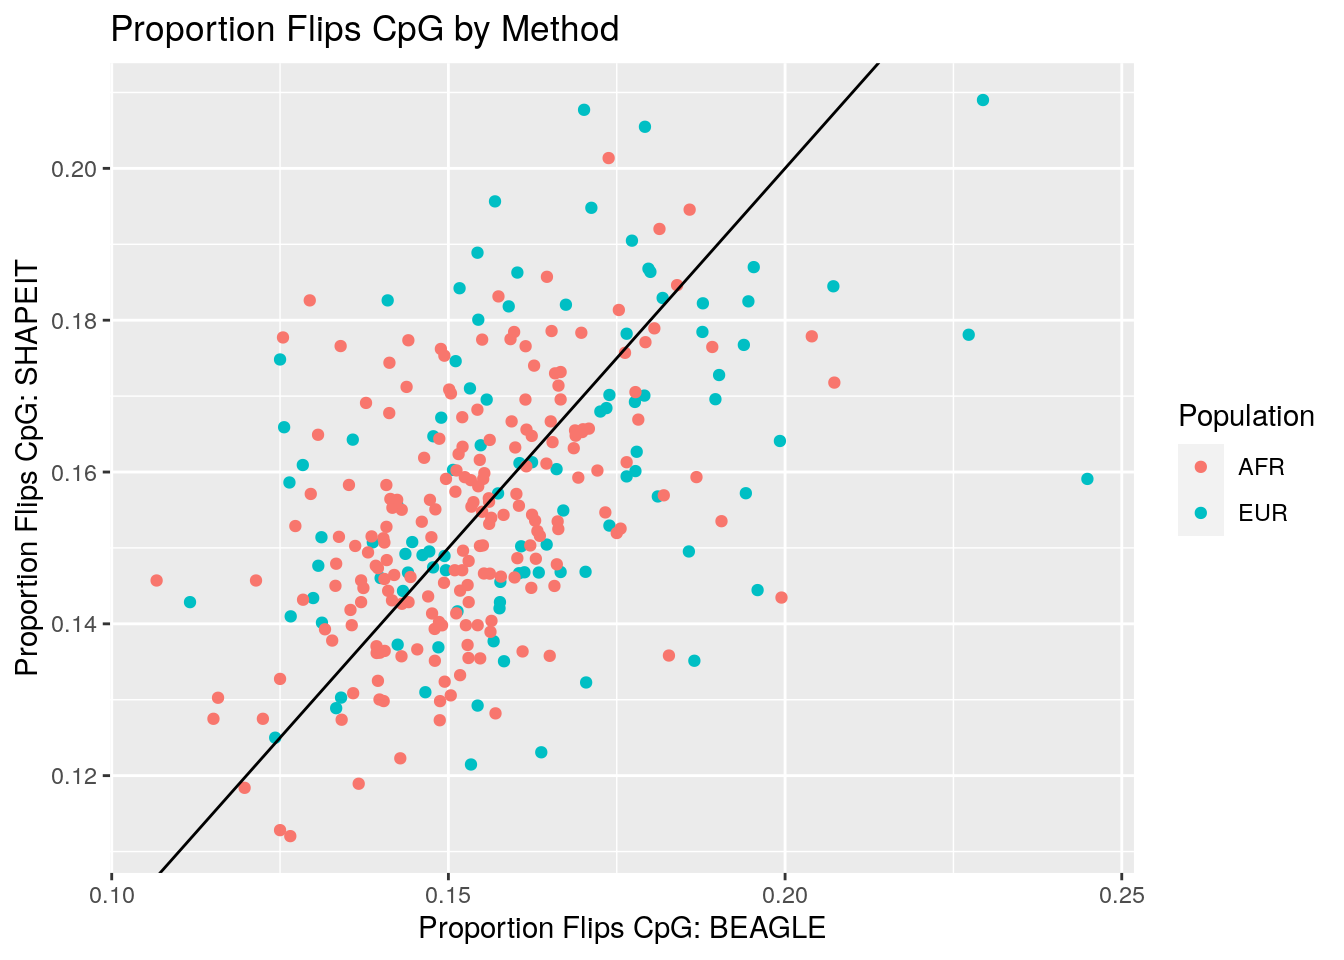 Proportion Flips CpG by Method
Proportion Flips CpG: SHAPEIT
0.20
0.18
0.16
0.14
0.12
0.10
0.15
0.20
0.25
Proportion Flips CpG: BEAGLE
Population
AFR
EUR